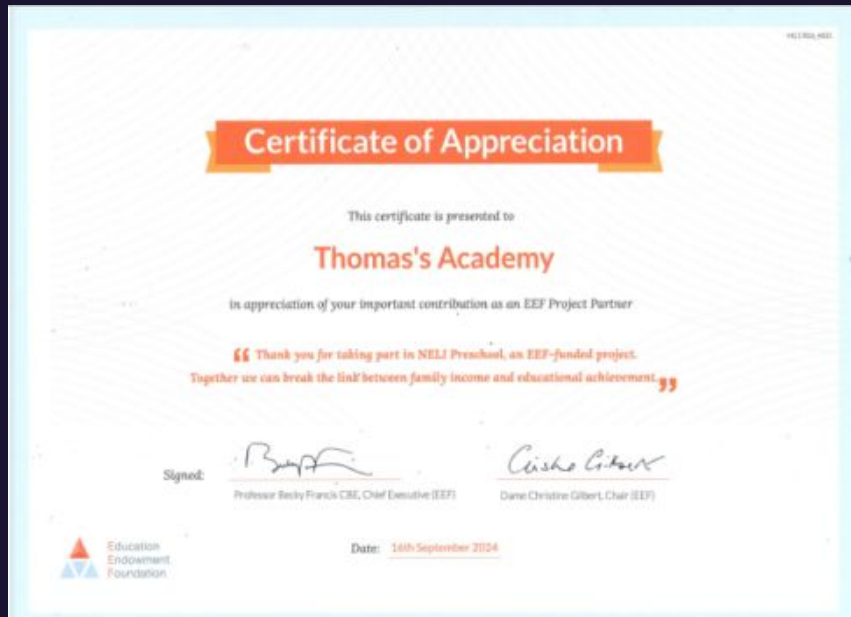 Certificate of Appreciation
This certificate is presented to
Thomas's Academy
in appreciation of your important contribution as an EEF Project Partner
“ Thank you for taking part in NELI Preschool, an EEF-funded project.
Together we can break the link between family income and educational achievement. ”
Signed:
Professor Becky Francis CBE, Chief Executive (EEF)
Dame Christine Gilbert, Chair (EEF)
Education
Endowment
Foundation
Date: 16th September 2024